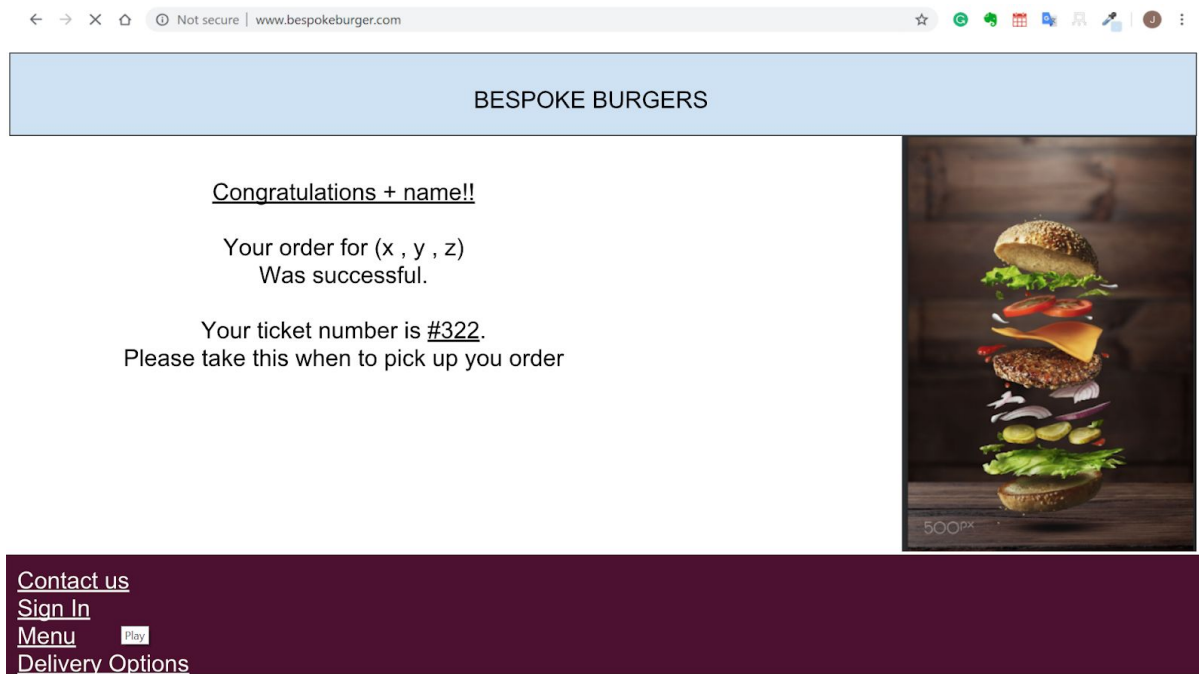 Not secure | www.bespokeburger.com
J
BESPOKE BURGERS
Congratulations + name!!
Your order for (x , y , z)
Was successful.
Your ticket number is #322.
Please take this when to pick up you order
500px
Contact us
Sign In
Menu
Play
Delivery Options